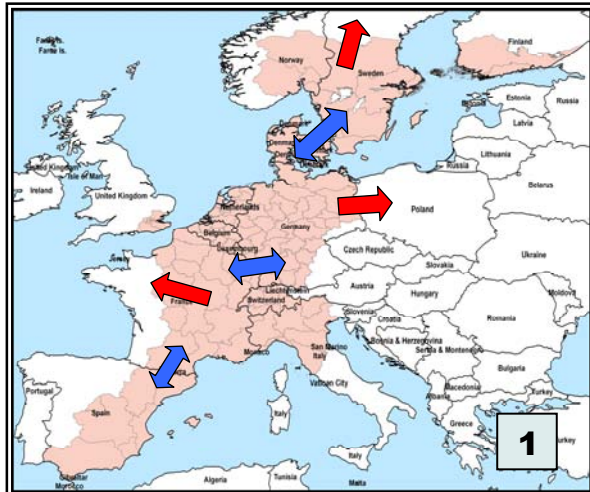 Faroe Is.
Faroe Is.
Finland
Norway
Sweden
Estonia
Russia
Latvia
Denmark
Lithuania
Russia
Isle of Man
Ireland
United Kingdom
Belarus
Netherlands
Poland
Germany
Belgium
Luxembourg
Czech Republic
Ukraine
Jersey
Slovakia
Liechtenstein
Austria
Hungary
Moldova
France
Switzerland
Slovenia
Croatia
Romania
Bosnia & Herzegovina
Serbia & Montenegro
Monaco
San Marino
Italy
Bulgaria
Vatican City
Macedonia
Turkey
Albania
Portugal
Spain
Italy
Greece
Turkey
Italy
Gibraltar
Morocco
Algeria
Tunisia
Malta
1